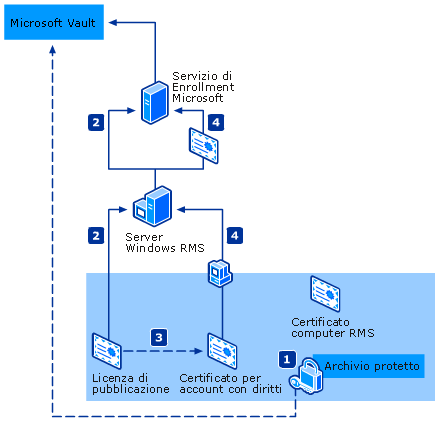 Microsoft Vault
Servizio di
Enrollment
Microsoft
2
4
Server
Windows RMS
2
4
Certificato
computer RMS
3
1
Archivio protetto
Licenza di
pubblicazione
Certificato per
account con diritti